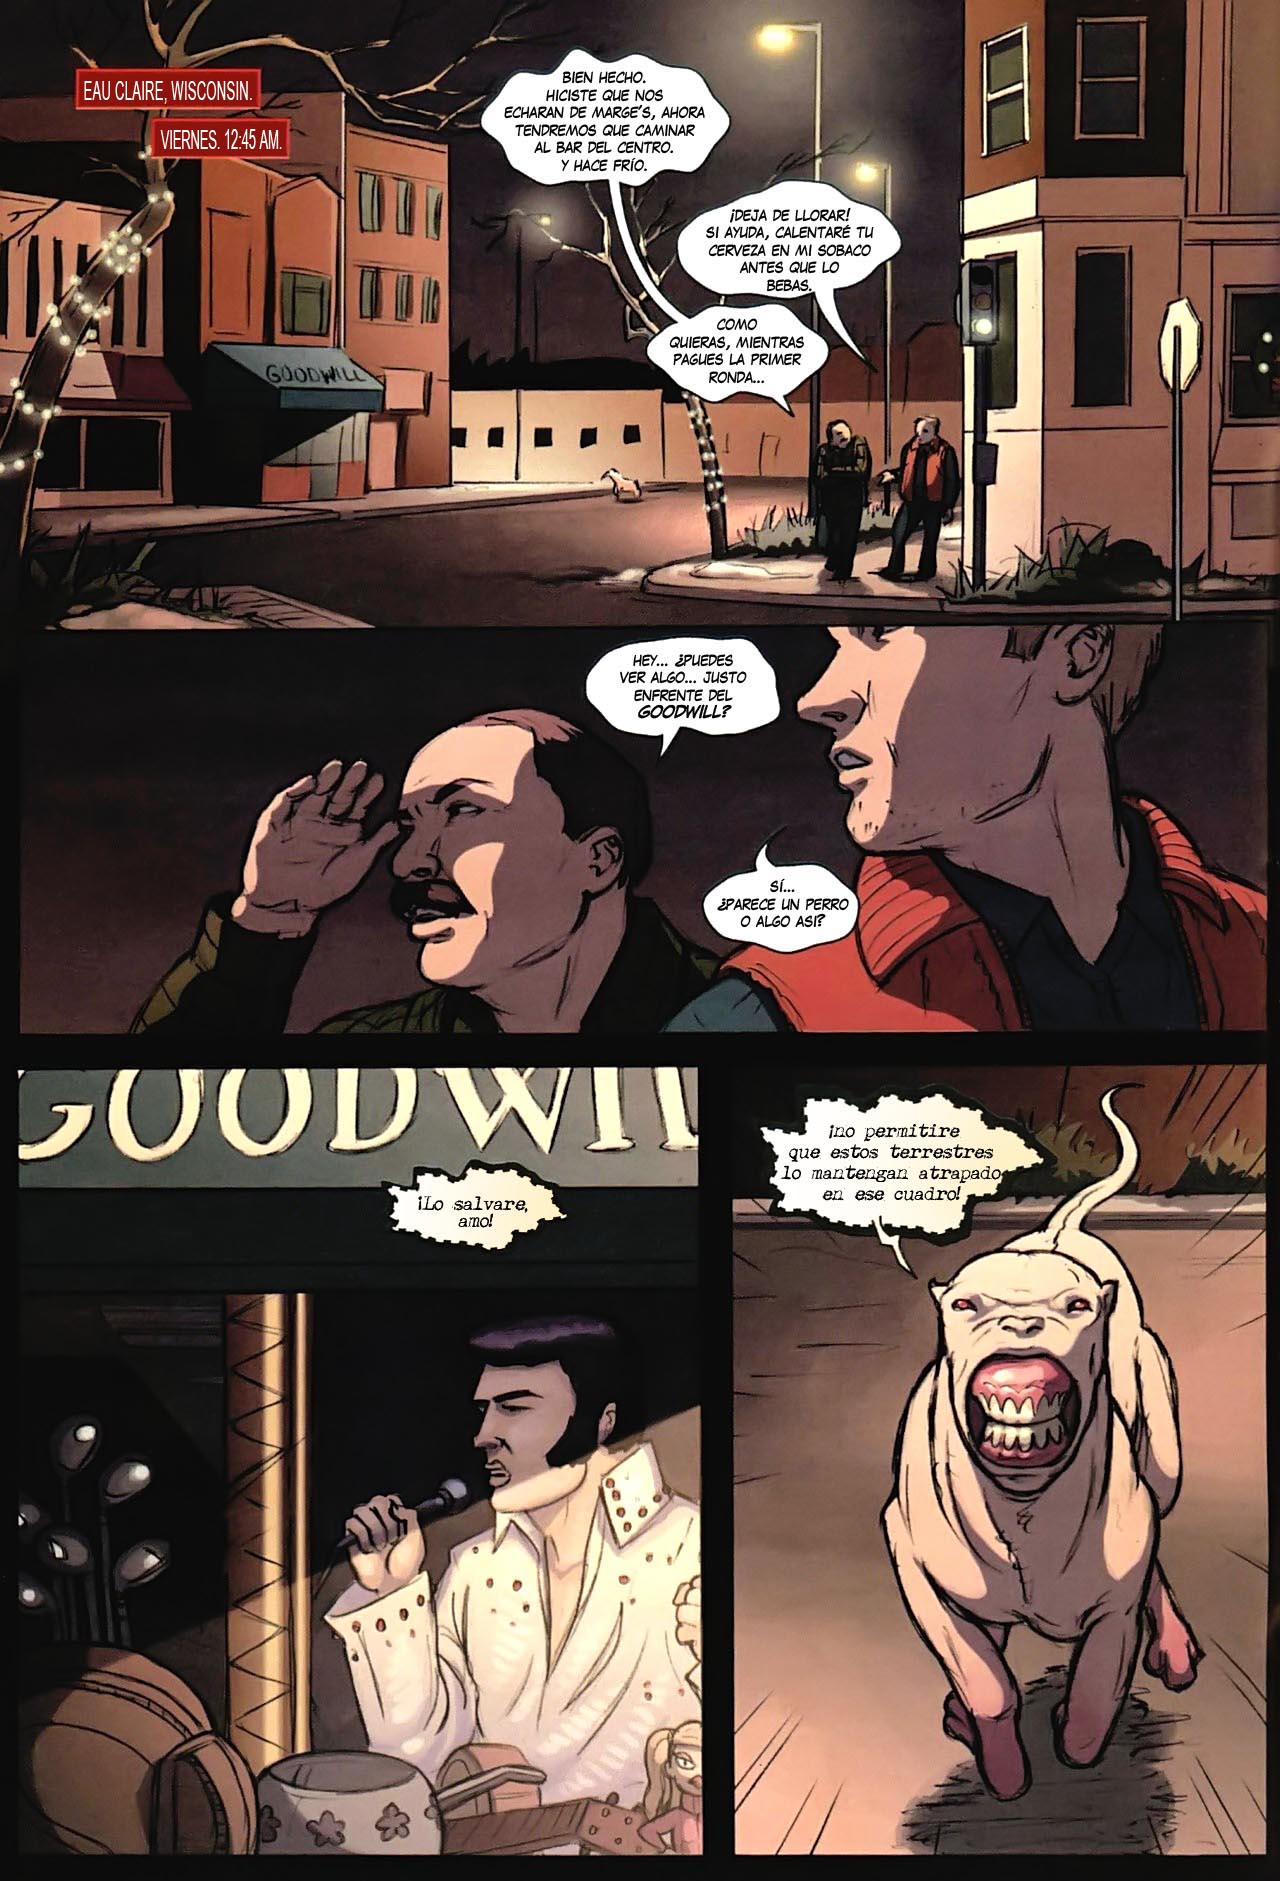 EAU CLAIRE, WISCONSIN.
VIERNES. 12:45 AM.
BIEN HECHO.
HICISTE QUE NOS
ECHARAN DE MARGE'S, AHORA
TENDREMOS QUE CAMINAR
AL BAR DEL CENTRO.
Y HACE FRÍO.
¡DEJA DE LLORAR!
SI AYUDA, CALENTARÉ TU
CERVEZA EN MI SOBACO
ANTES QUE LO
BEBAS.
COMO
QUIERAS, MIENTRAS
PAGUES LA PRIMER
RONDA...
GOODWILL
HEY... ¿PUEDES
VER ALGO... JUSTO
ENFRENTE DEL
GOODWILL?
SÍ...
¿PARECE UN PERRO
O ALGO ASI?
GOODWIL
¡Lo salvare,
amo!
¡no permitire
que estos terrestres
lo mantengan atrapado
en ese cuadro!